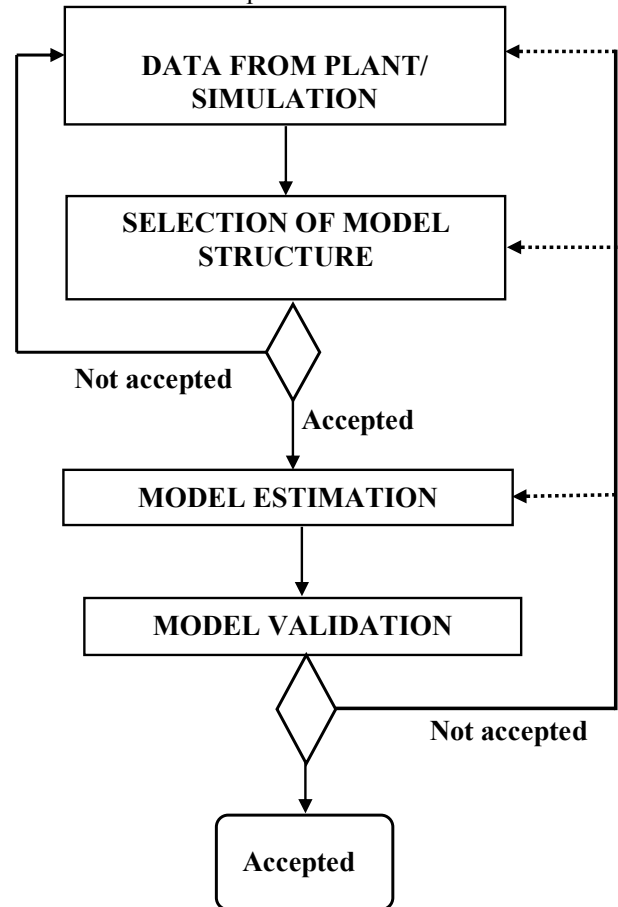 DATA FROM PLANT/
SIMULATION
SELECTION OF MODEL
STRUCTURE
Not accepted
Accepted
MODEL ESTIMATION
MODEL VALIDATION
Not accepted
Accepted